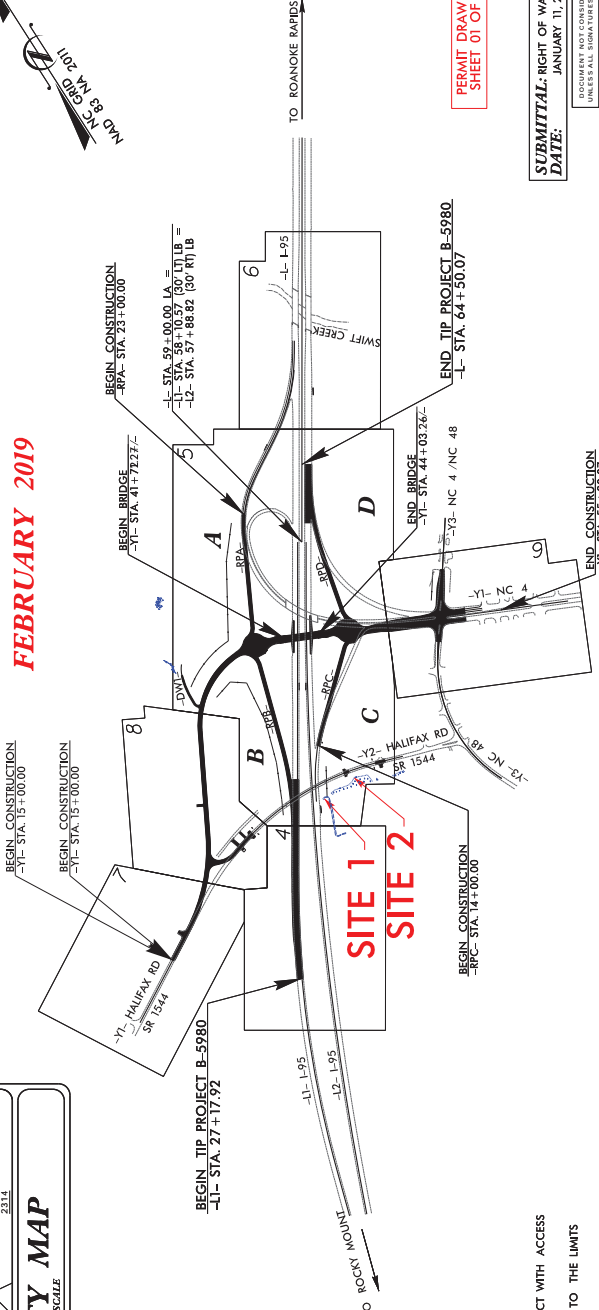 NC GRID
NAD 83 NA 2011
TO ROANOKE RAPIDS
PERMIT DRAW
SHEET 01 OF
SUBMITTAL: RIGHT OF WA
DATE: JANUARY 11, 2
DOCUMENT NOT CONSID
UNLESS ALL SIGNATURES
FEBRUARY 2019
BEGIN CONSTRUCTION
-RPA- STA. 23+00.00
-L- STA. 59+00.00 LA =
-L1- STA. 58+10.57 (30' LT) LB =
-L2- STA. 57+88.82 (30' RT) LB
6
-L- I-95
SWIFT CREEK
END TIP PROJECT B-5980
-L- STA. 64+50.07
BEGIN BRIDGE
-Y1- STA. 41+72.27+/-
5
A
-RPA-
D
-RPD-
END BRIDGE
-Y1- STA. 44+03.26+/-
-Y3- NC 4 /NC 48
9
-Y1- NC 4
END CONSTRUCTION
-DW1-
8
B
-RPB-
-RPC-
C
-Y2- HALIFAX RD
SR 1544
-Y3- NC 48
BEGIN CONSTRUCTION
-Y1- STA. 15+00.00
BEGIN CONSTRUCTION
-Y1- STA. 15+00.00
7
4
SITE 1
SITE 2
BEGIN CONSTRUCTION
-RPC- STA. 14+00.00
-Y1- HALIFAX RD
SR 1544
BEGIN TIP PROJECT B-5980
-L1- STA. 27+17.92
-L1- I-95
-L2- I-95
O ROCKY MOUNT
2314
TY MAP
SCALE
CT WITH ACCESS
TO THE LIMITS